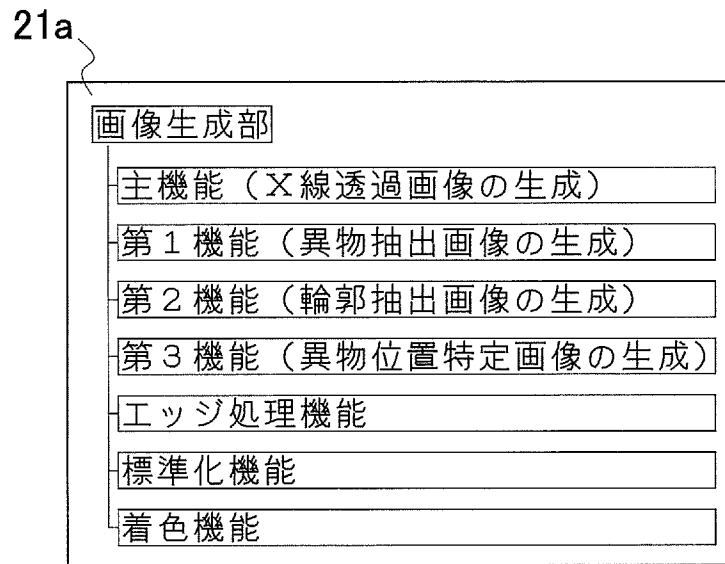 21a
画像生成部
主機能（Ｘ線透過画像の生成）
第１機能（異物抽出画像の生成）
第２機能（輪郭抽出画像の生成）
第３機能（異物位置特定画像の生成）
エッジ処理機能
標準化機能
着色機能